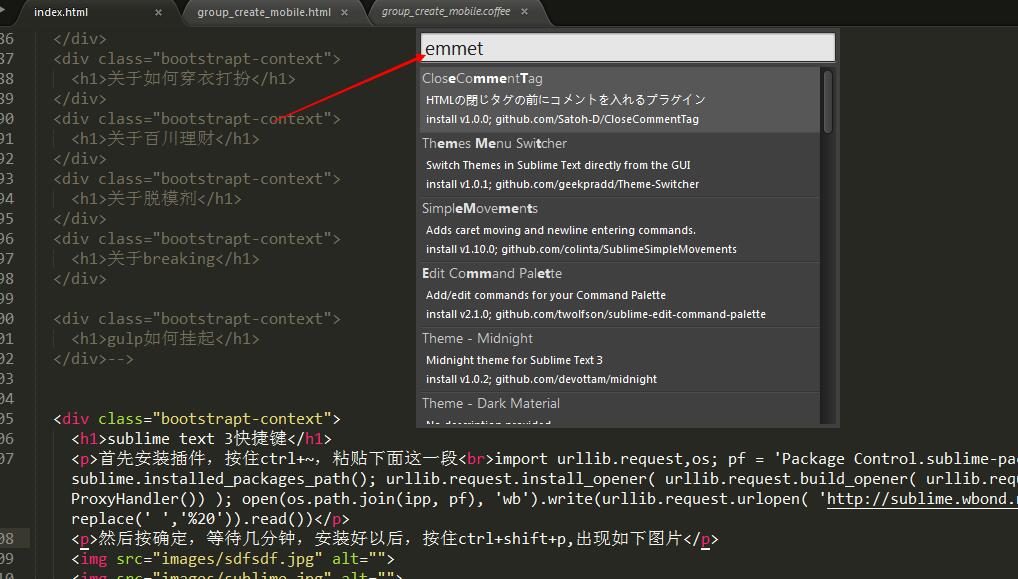 index.html ×
group_create_mobile.html ×
group_create_mobile.coffee ×
86 </div>
87 <div class="bootstrapt-context">
88 <h1>关于如何穿衣打扮</h1>
89 </div>
90 <div class="bootstrapt-context">
91 <h1>关于百川理财</h1>
92 </div>
93 <div class="bootstrapt-context">
94 <h1>关于脱模剂</h1>
95 </div>
96 <div class="bootstrapt-context">
97 <h1>关于breaking</h1>
98 </div>
99
00 <div class="bootstrapt-context">
01 <h1>gulp如何挂起</h1>
02 </div>-->
03
04
05 <div class="bootstrapt-context">
06 <h1>sublime text 3快捷键</h1>
07 <p>首先安装插件, 按住ctrl+~, 粘贴下面这一段<br>import urllib.request,os; pf = 'Package Control.sublime-pa
sublime.installed_packages_path(); urllib.request.install_opener( urllib.request.build_opener( urllib.requ
ProxyHandler()) ); open(os.path.join(ipp, pf), 'wb').write(urllib.request.urlopen( 'http://sublime.wbond.
replace(' ','%20')).read())</p>
08 <p>然后按确定, 等待几分钟, 安装好以后, 按住ctrl+shift+p,出现如下图片</p>
09 <img src="images/sdfsdf.jpg" alt="">
10 <img src="images/sublime.jpg" alt="">
emmet
CloseCommentTag
HTMLの閉じタグの前にコメントを入れるプラグイン
install v1.0.0; github.com/Satoh-D/CloseCommentTag
Themes Menu Switcher
Switch Themes in Sublime Text directly from the GUI
install v1.0.1; github.com/geekpradd/Theme-Switcher
SimpleMovements
Adds caret moving and newline entering commands.
install v1.10.0; github.com/colinta/SublimeSimpleMovements
Edit Command Palette
Add/edit commands for your Command Palette
install v2.1.0; github.com/twolfson/sublime-edit-command-palette
Theme - Midnight
Midnight theme for Sublime Text 3
install v1.0.2; github.com/devottam/midnight
Theme - Dark Material
No description provided